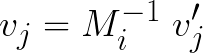 $v_j = M_i^{-1} \; v'_j$